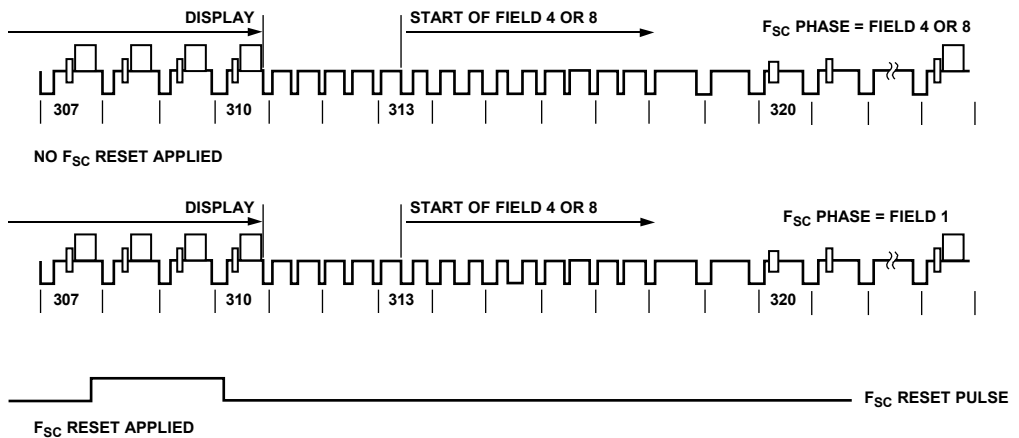 DISPLAY START OF FIELD 4 OR 8
FSC PHASE = FIELD 4 OR 8
307 310 313 320
NO FSC RESET APPLIED
DISPLAY START OF FIELD 4 OR 8
FSC PHASE = FIELD 1
307 310 313 320
FSC RESET PULSE
FSC RESET APPLIED